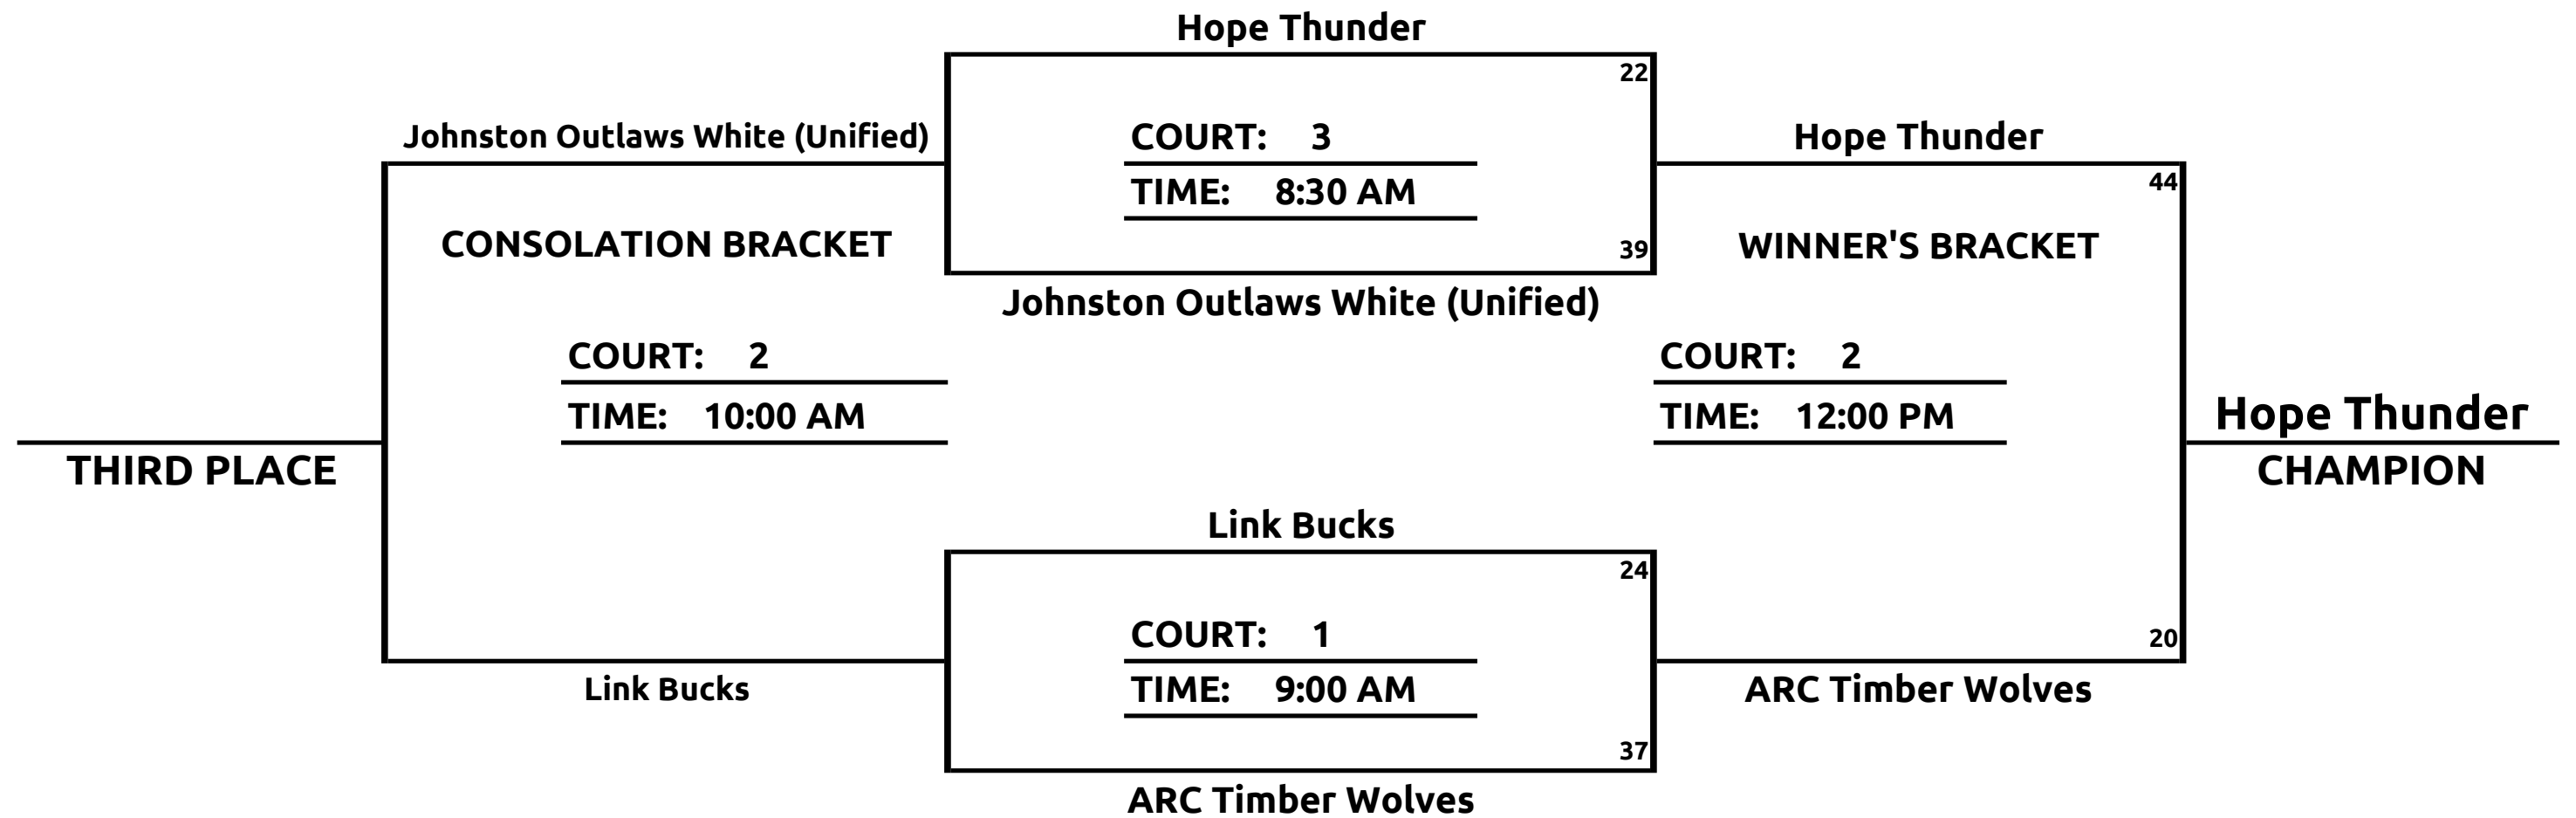 Hope Thunder
22
Johnston Outlaws White (Unified)
COURT: 3
Hope Thunder
44
TIME: 8:30 AM
CONSOLATION BRACKET
39
WINNER'S BRACKET
Johnston Outlaws White (Unified)
COURT: 2
COURT: 2
TIME: 10:00 AM
TIME: 12:00 PM
Hope Thunder
THIRD PLACE
CHAMPION
Link Bucks
24
COURT: 1
20
Link Bucks
TIME: 9:00 AM
ARC Timber Wolves
37
ARC Timber Wolves